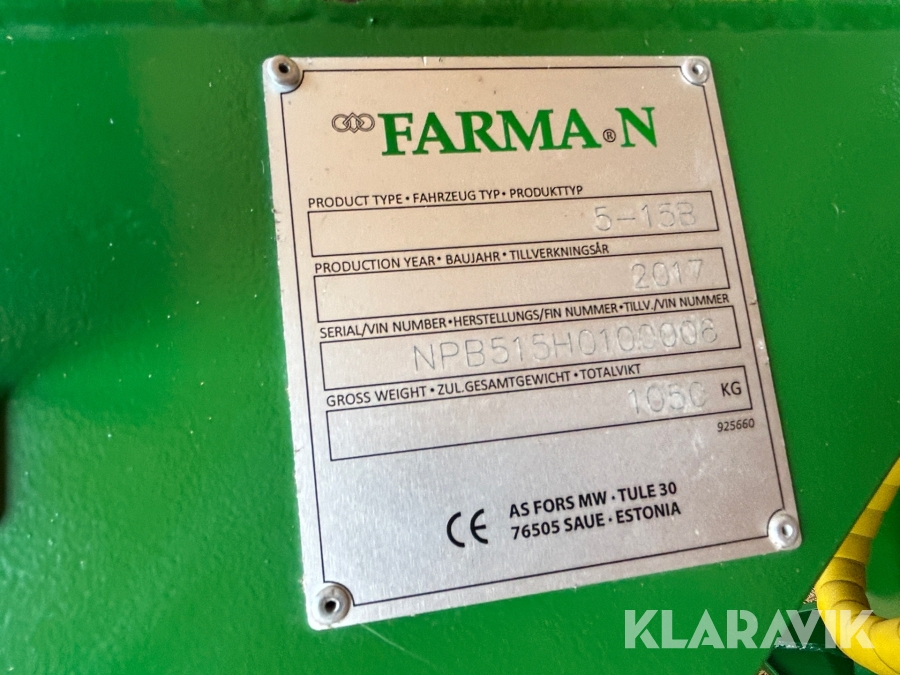 FARMA®N
PRODUCT TYPE • FAHRZEUG TYP • PRODUKTTYP
5-15B
PRODUCTION YEAR • BAUJAHR • TILLVERKNINGSÅR
2017
SERIAL/VIN NUMBER • HERSTELLUNGS/FIN NUMMER • TILLV./VIN NUMMER
NPB515H0100006
GROSS WEIGHT • ZUL.GESAMTGEWICHT • TOTALVIKT
1050 KG
925660
CE AS FORS MW • TULE 30
76505 SAUE • ESTONIA
KLARAVIK